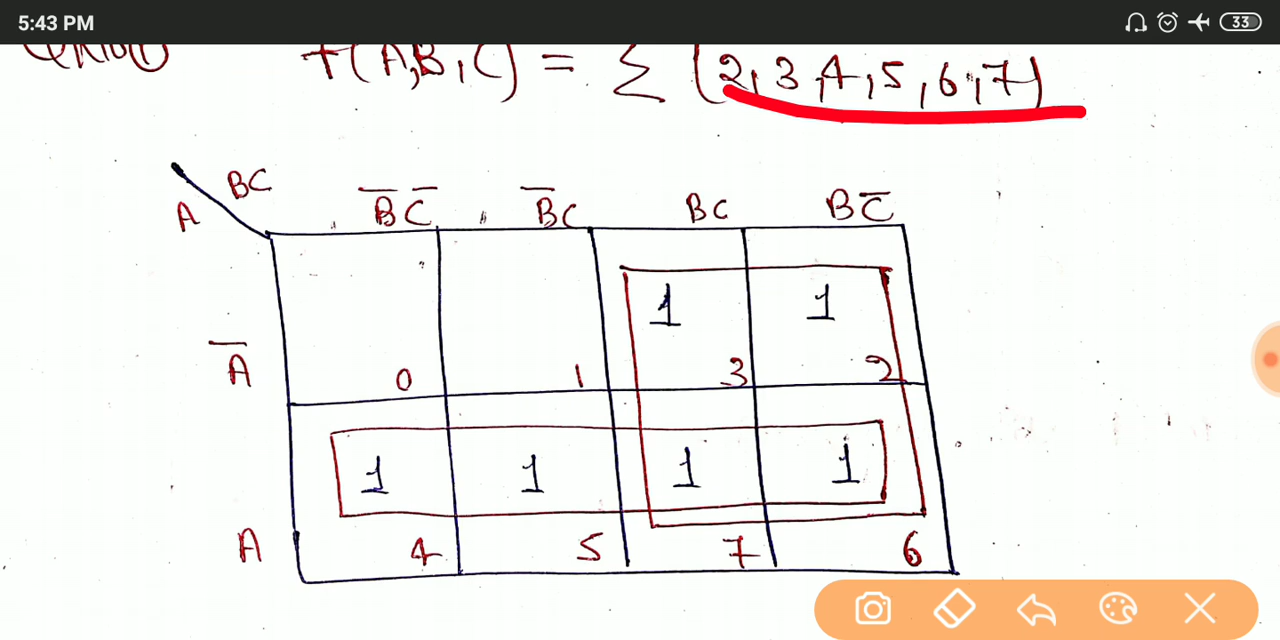 5:43 PM
33
f(A,B,C) = Σ (2,3,4,5,6,7)
BC
A
B̅C̅ B̅C BC BC̅
1 1
A̅ 0 1 3 2
1 1 1 1
A 4 5 7 6